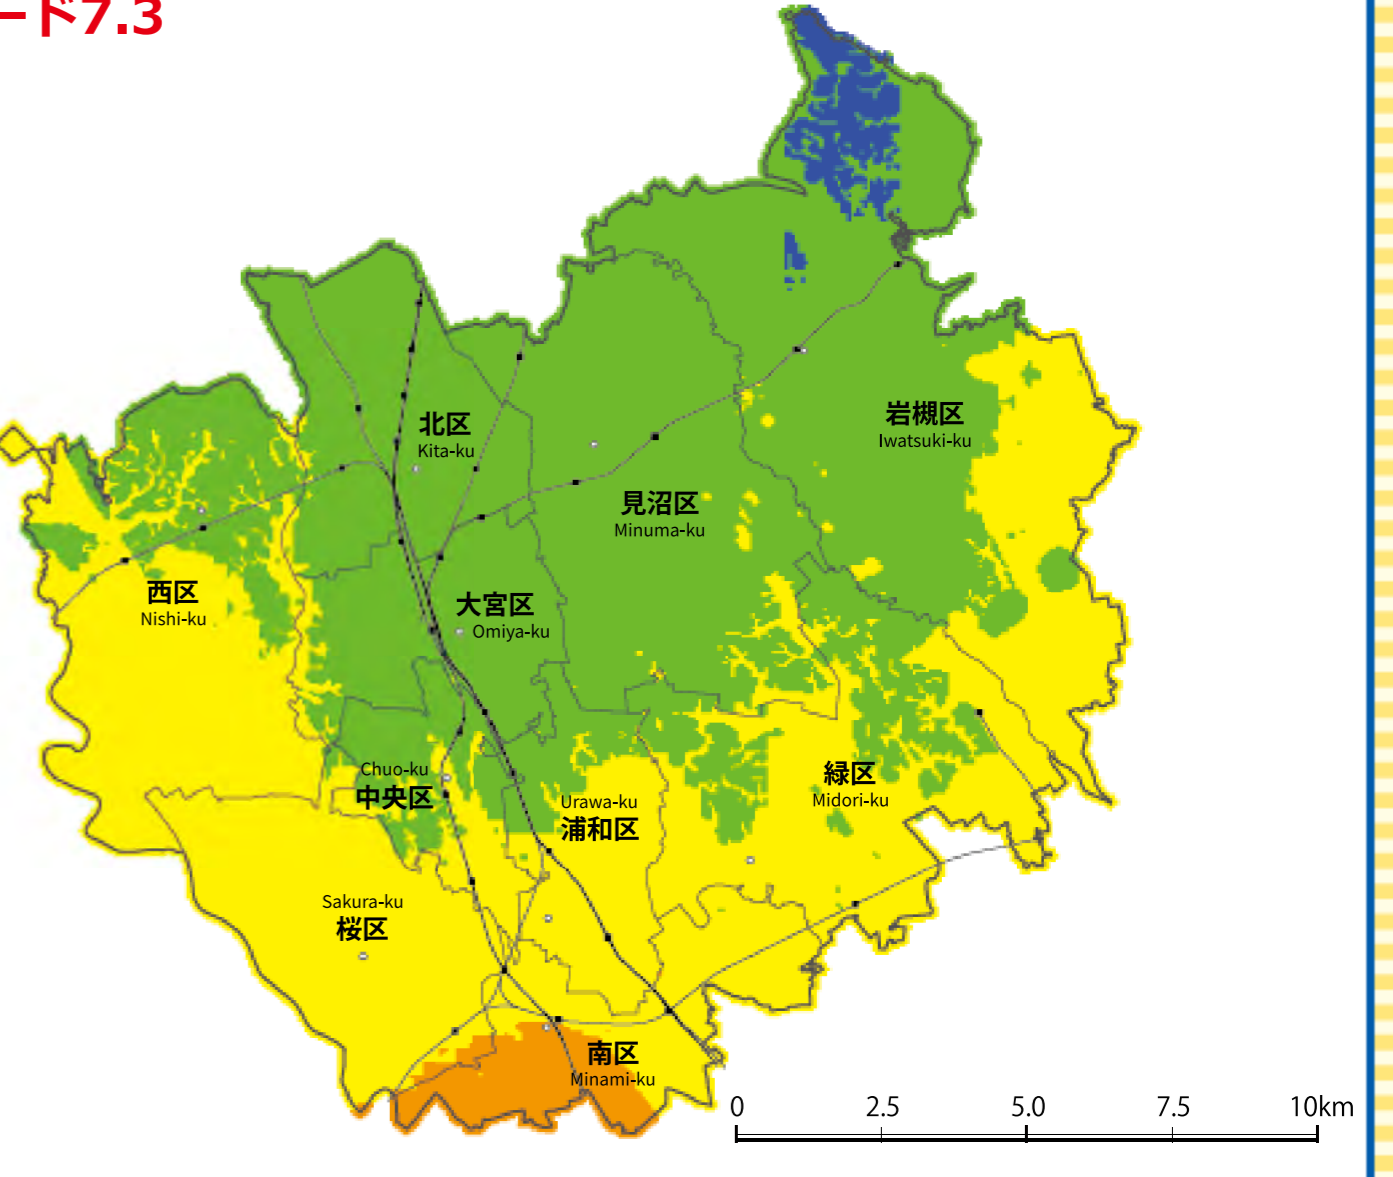 ード7.3
北区
Kita-ku
岩槻区
Iwatsuki-ku
見沼区
Minuma-ku
西区
Nishi-ku
大宮区
Omiya-ku
Chuo-ku
中央区
Urawa-ku
浦和区
緑区
Midori-ku
Sakura-ku
桜区
南区
Minami-ku
0 2.5 5.0 7.5 10km